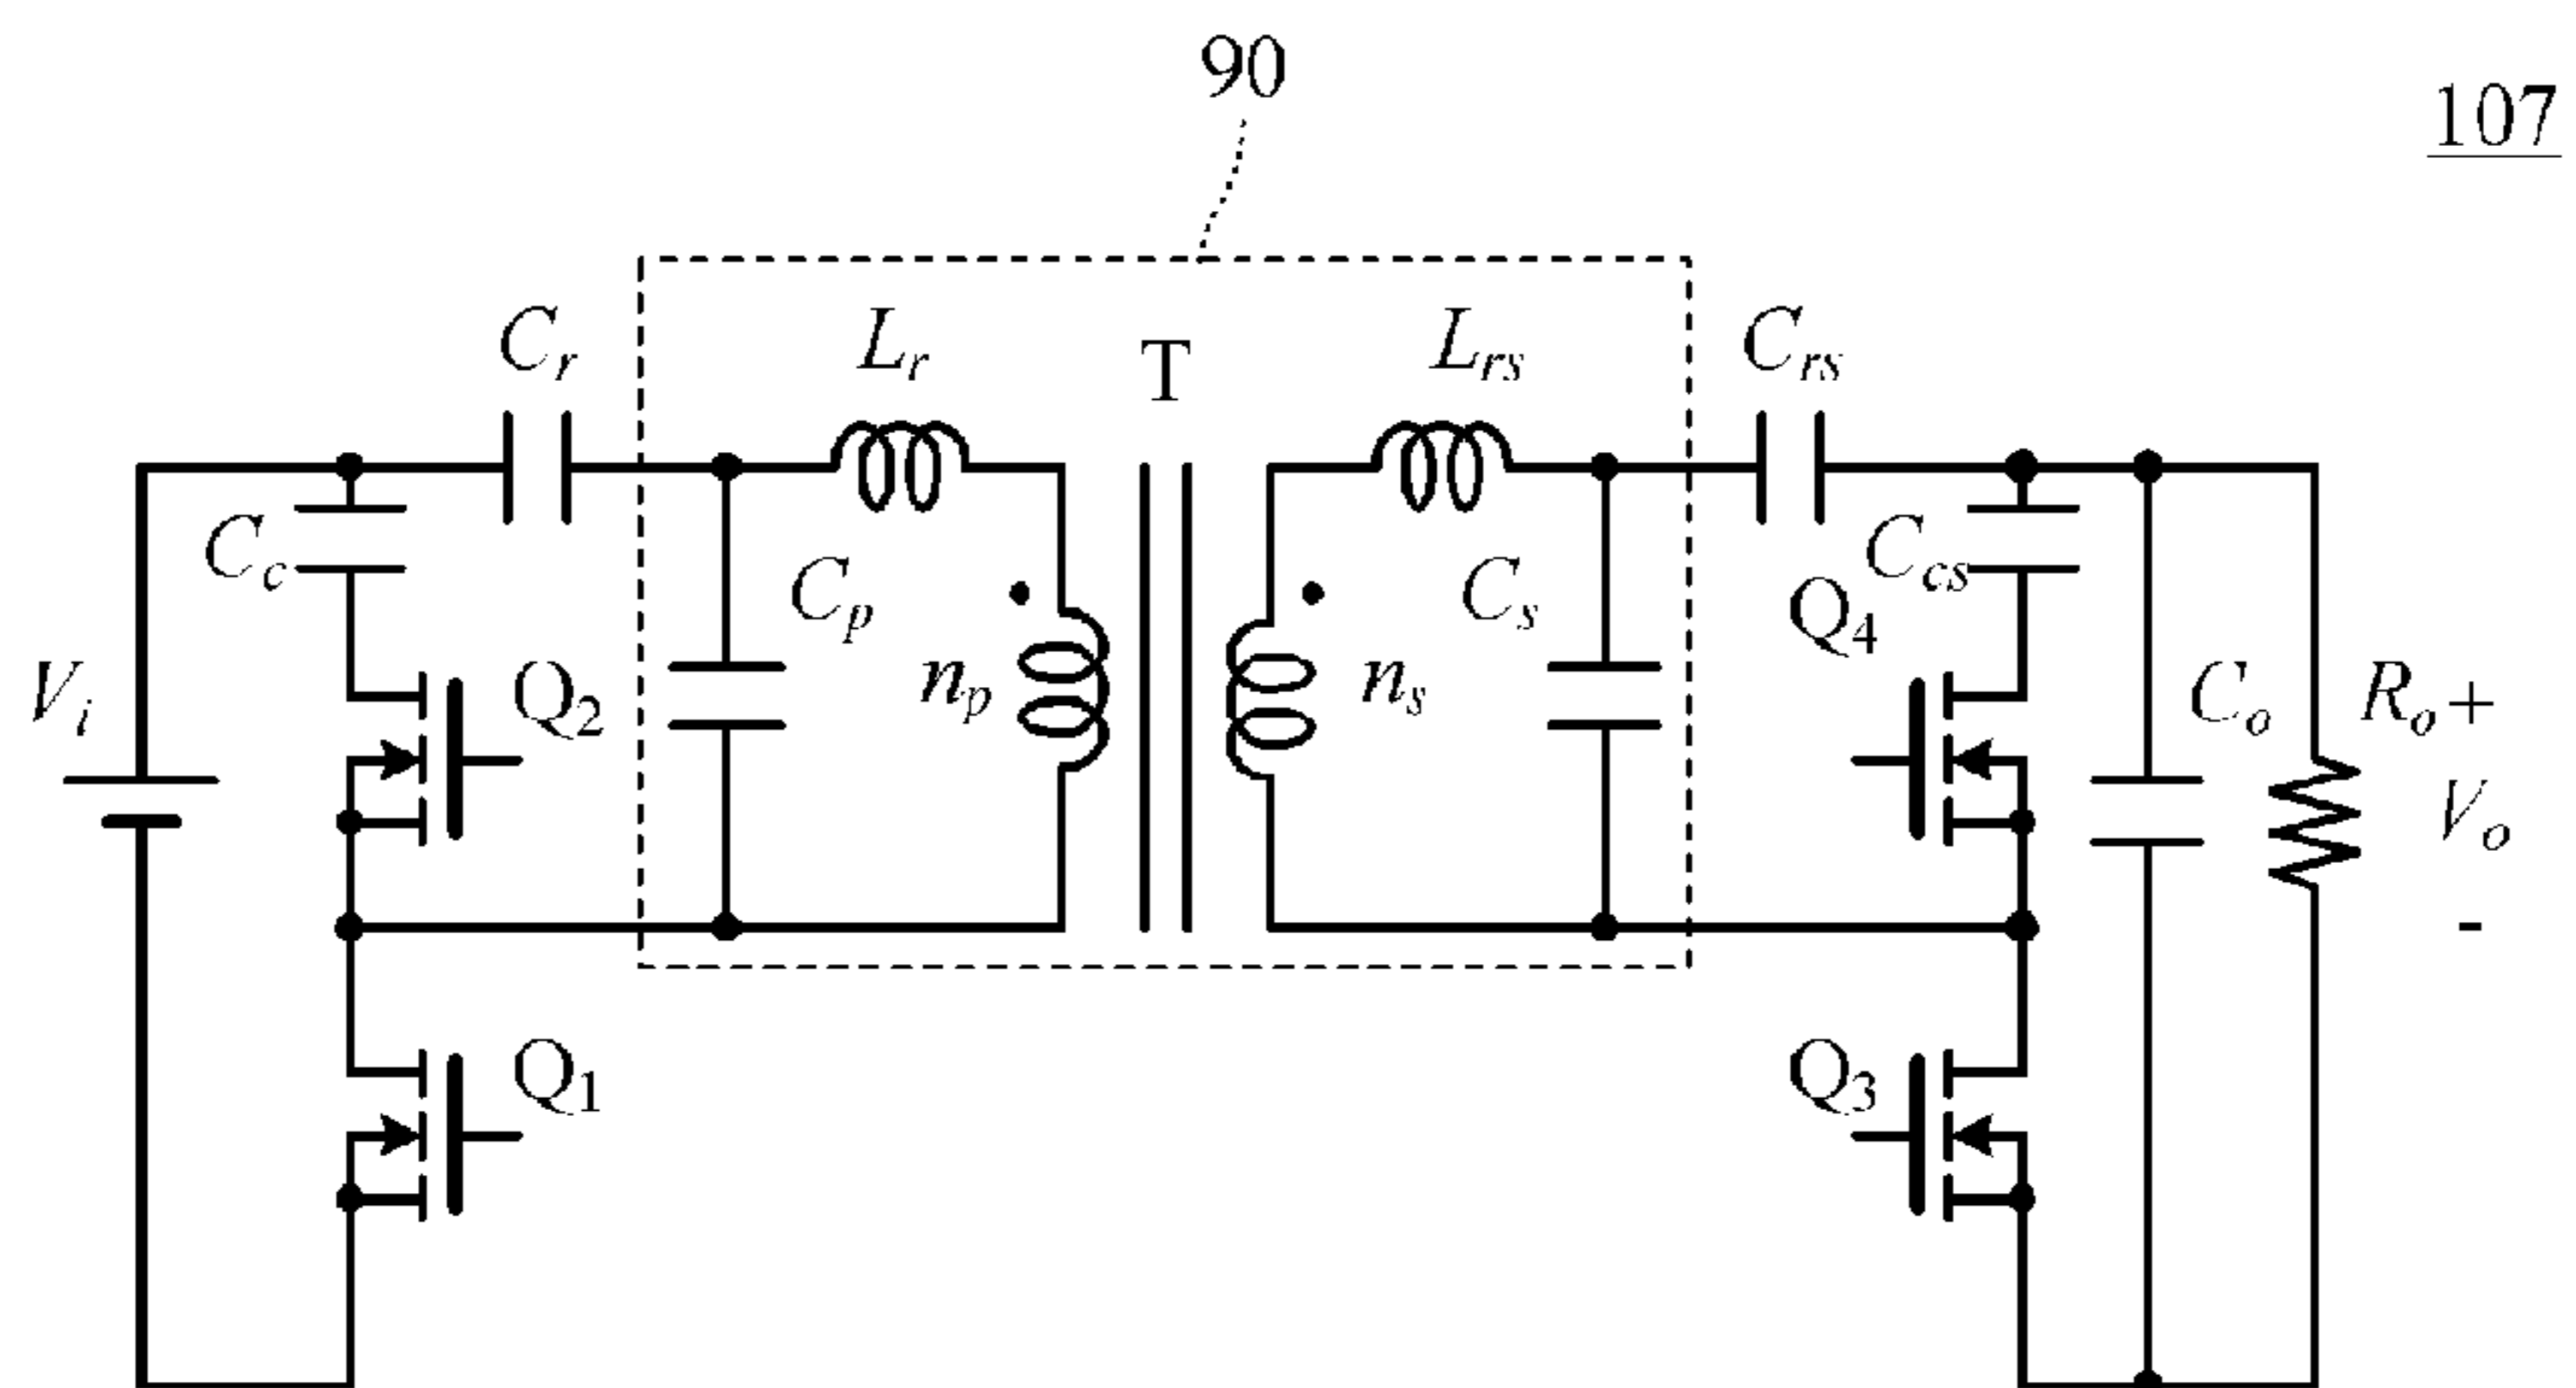 90
107
Cr
Lr
T
Lrs
Crs
Cc
Cp
Cs
Ccs
Q4
Vi
Q2
np
ns
Co
Ro
+
Vo
-
Q1
Q3